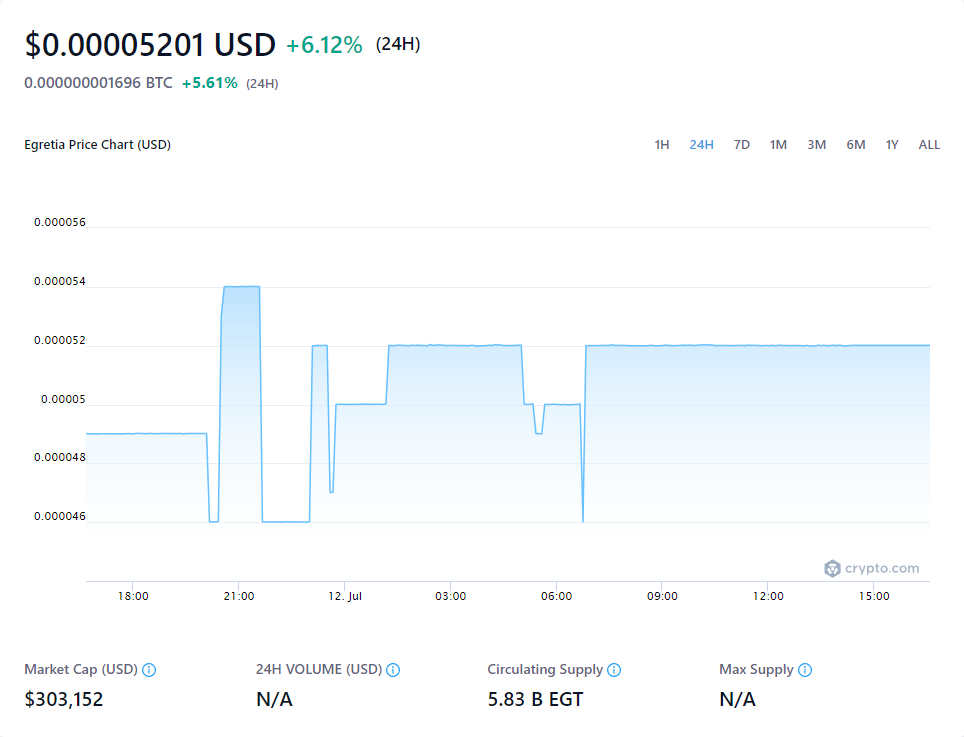 $0.00005201 USD +6.12% (24H)
0.000000001696 BTC +5.61% (24H)
Egretia Price Chart (USD) 1H 24H 7D 1M 3M 6M 1Y ALL
0.000056
0.000054
0.000052
0.00005
0.000048
0.000046
crypto.com
18:00 21:00 12. Jul 03:00 06:00 09:00 12:00 15:00
Market Cap (USD) 24H VOLUME (USD) Circulating Supply Max Supply
$303,152 N/A 5.83 B EGT N/A